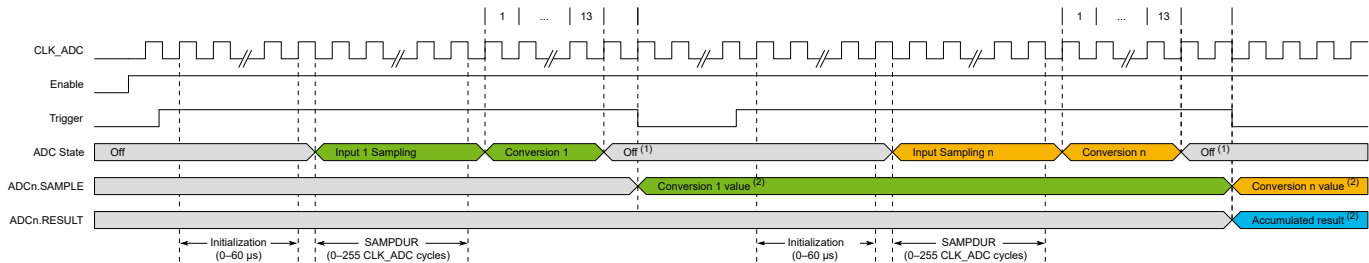 1 ... 13 1 ... 13
CLK_ADC
Enable
Trigger
ADC State Off Input 1 Sampling Conversion 1 Off (1) Input Sampling n Conversion n Off (1)
ADCn.SAMPLE Conversion 1 value (2) Conversion n value (2)
ADCn.RESULT Accumulated result (2)
Initialization SAMPDUR Initialization SAMPDUR
(0–60 µs) (0–255 CLK_ADC cycles) (0–60 µs) (0–255 CLK_ADC cycles)